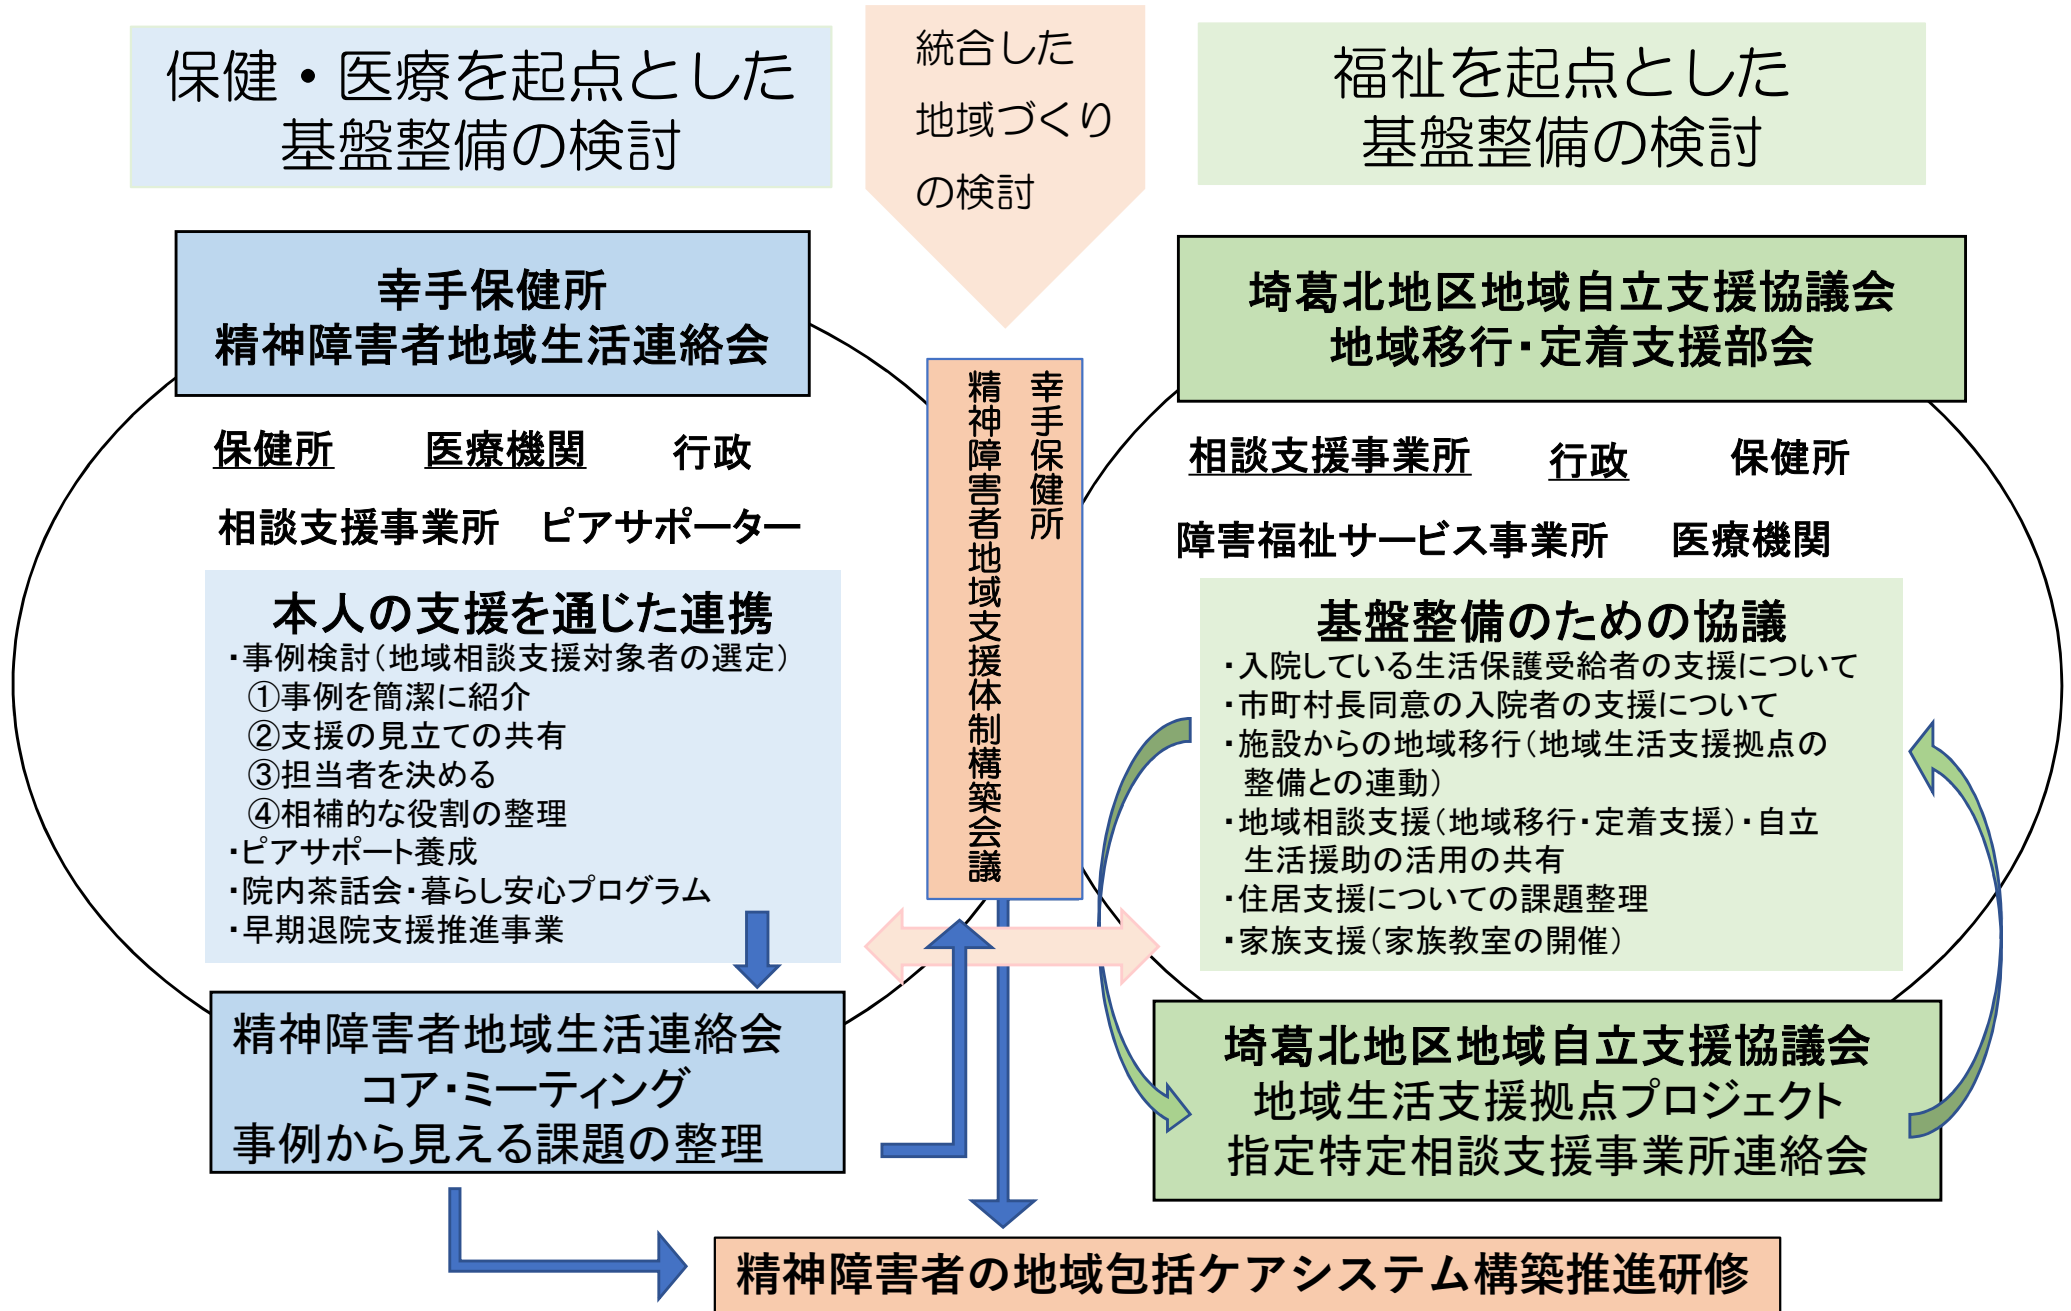 保健・医療を起点とした
基盤整備の検討
統合した
地域づくり
の検討
福祉を起点とした
基盤整備の検討
幸手保健所
精神障害者地域生活連絡会
保健所 医療機関 行政
相談支援事業所 ピアサポーター
本人の支援を通じた連携
・事例検討（地域相談支援対象者の選定）
①事例を簡潔に紹介
②支援の見立ての共有
③担当者を決める
④相補的な役割の整理
・ピアサポート養成
・院内茶話会・暮らし安心プログラム
・早期退院支援推進事業
精神障害者地域生活連絡会
コア・ミーティング
事例から見える課題の整理
幸手保健所
精神障害者地域支援体制構築会議
埼葛北地区地域自立支援協議会
地域移行・定着支援部会
相談支援事業所 行政 保健所
障害福祉サービス事業所 医療機関
基盤整備のための協議
・入院している生活保護受給者の支援について
・市町村長同意の入院者の支援について
・施設からの地域移行（地域生活支援拠点の
整備との連動）
・地域相談支援（地域移行・定着支援）・自立
生活援助の活用の共有
・住居支援についての課題整理
・家族支援（家族教室の開催）
埼葛北地区地域自立支援協議会
地域生活支援拠点プロジェクト
指定特定相談支援事業所連絡会
精神障害者の地域包括ケアシステム構築推進研修